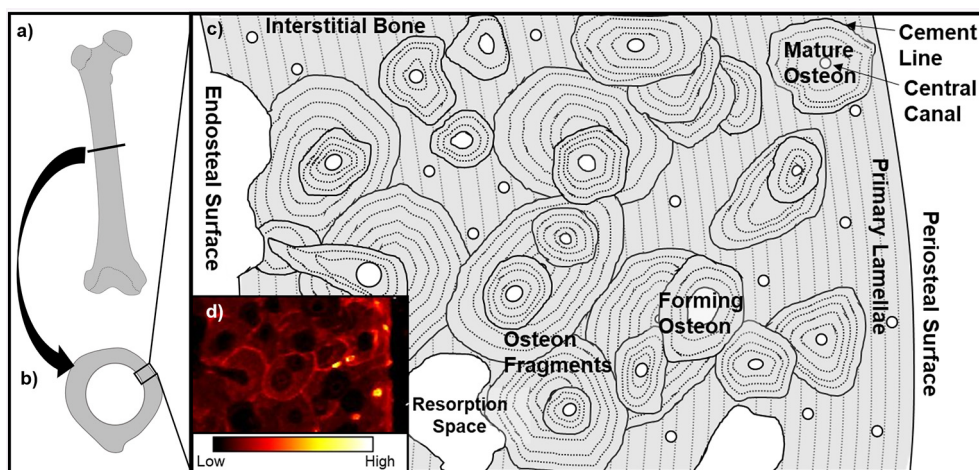 a)
b)
c)
Interstitial Bone
Endosteal Surface
Mature
Osteon
Cement
Line
Central
Canal
Primary Lamellae
Periosteal Surface
Forming
Osteon
Osteon
Fragments
Resorption
Space
d)
Low
High